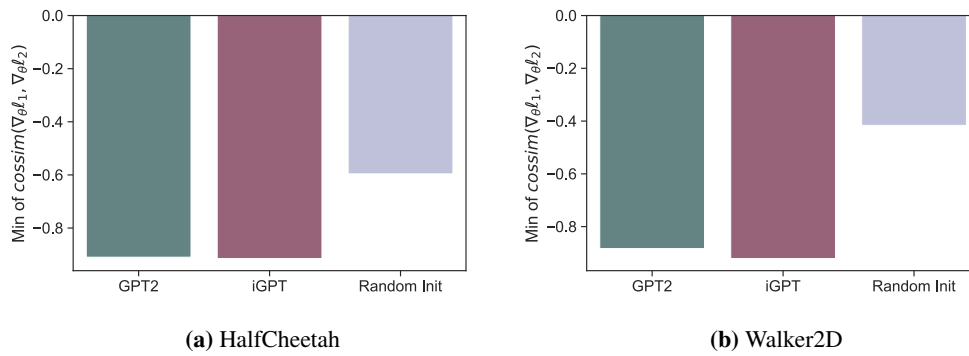 0.0
−0.2
−0.4
−0.6
−0.8
Min of cossim(∇θℓ1, ∇θℓ2)
GPT2 iGPT Random Init
(a) HalfCheetah
0.0
−0.2
−0.4
−0.6
−0.8
Min of cossim(∇θℓ1, ∇θℓ2)
GPT2 iGPT Random Init
(b) Walker2D